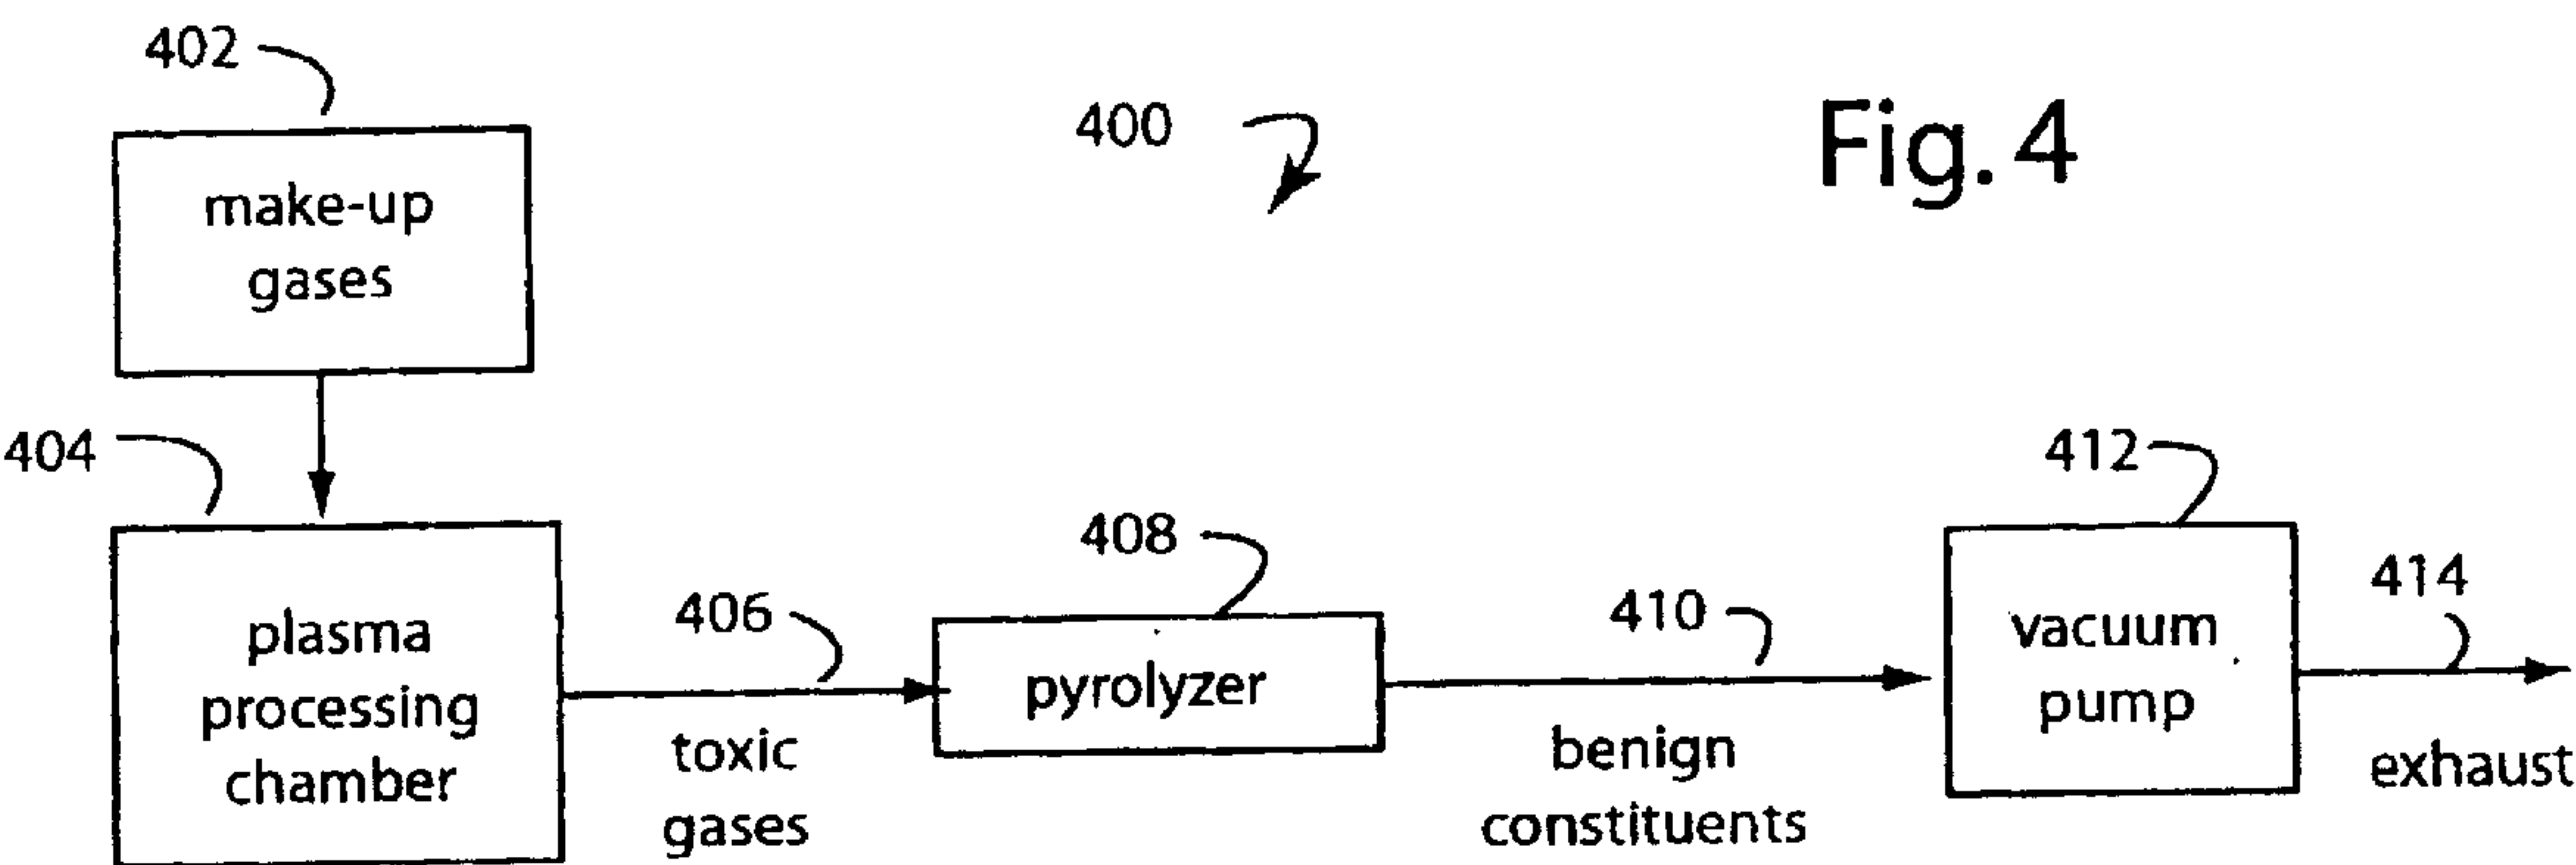 402
400
Fig. 4
make-up
gases
404
412
408
414
406
410
plasma
processing
chamber
pyrolyzer
vacuum
pump
toxic
gases
benign
constituents
exhaust